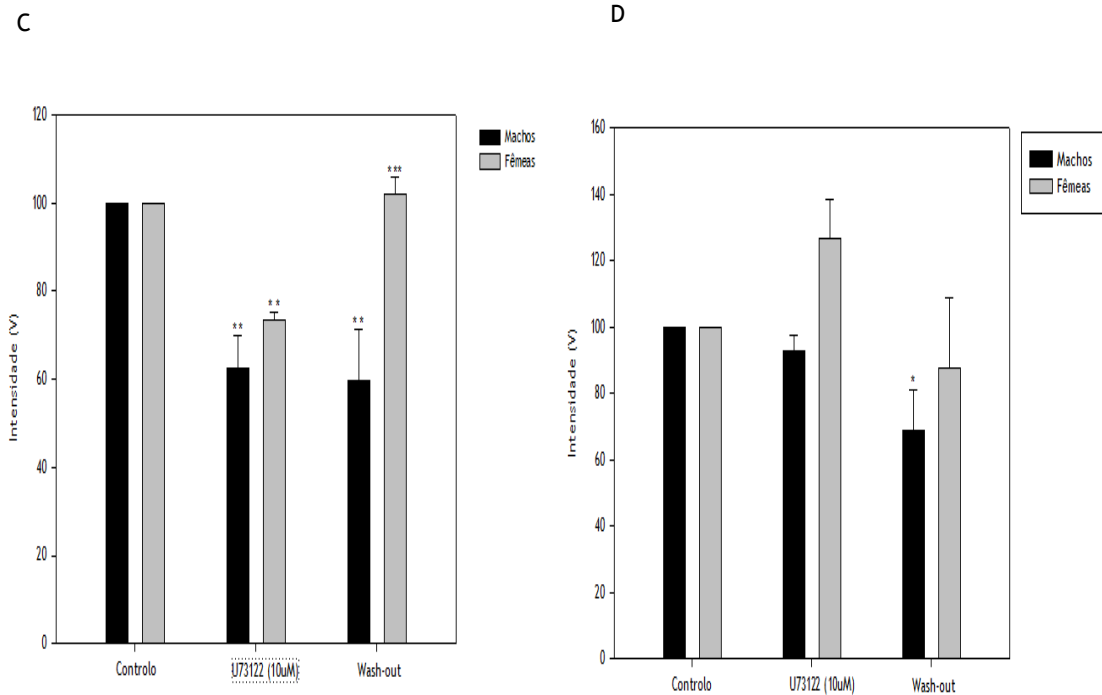 C
120
100
80
60
40
20
0
Intensidade (V)
Machos
Fêmeas
**
**
**
***
Controlo
U73122 (10uM)
Wash-out
D
160
140
120
100
80
60
40
20
0
Intensidade (V)
Machos
Fêmeas
*
Controlo
U73122 (10uM)
Wash-out